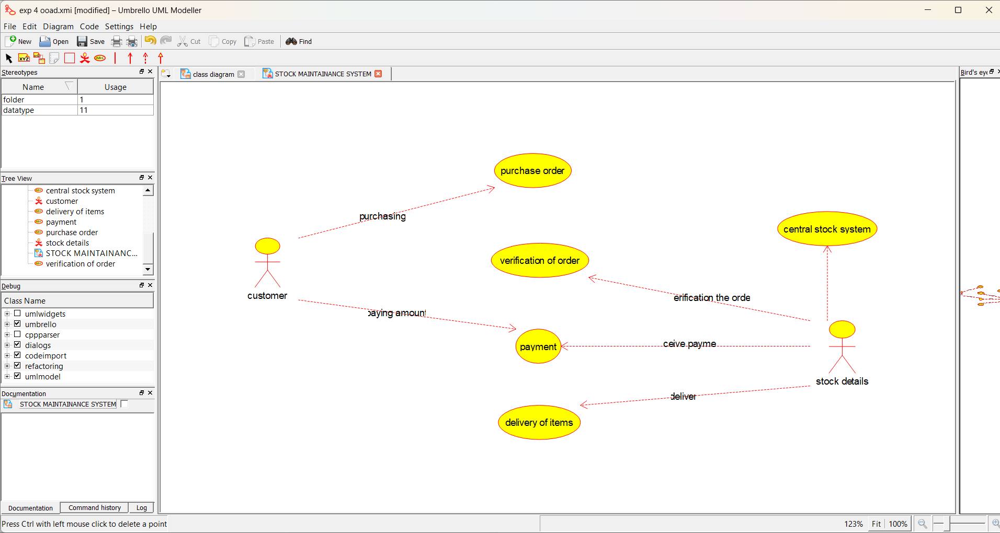 exp 4 ooad.xmi [modified] – Umbrello UML Modeller
File Edit Diagram Code Settings Help
New Open Save Cut Copy Paste Find
XYZ XYZ ABC
Stereotypes
Name Usage
folder 1
datatype 11
Tree View
central stock system
customer
delivery of items
payment
purchase order
stock details
STOCK MAINTAINANC...
verification of order
Debug
Class Name
umlwidgets
umbrello
cppparser
dialogs
codeimport
refactoring
umlmodel
Documentation
STOCK MAINTAINANCE SYSTEM
Documentation Command history Log
class diagram STOCK MAINTAINANCE SYSTEM
Bird's eye
purchase order
purchasing
central stock system
verification of order
customer
erification the orde
paying amount
payment
ceive payme
stock details
deliver
delivery of items
Press Ctrl with left mouse click to delete a point
123% Fit 100%